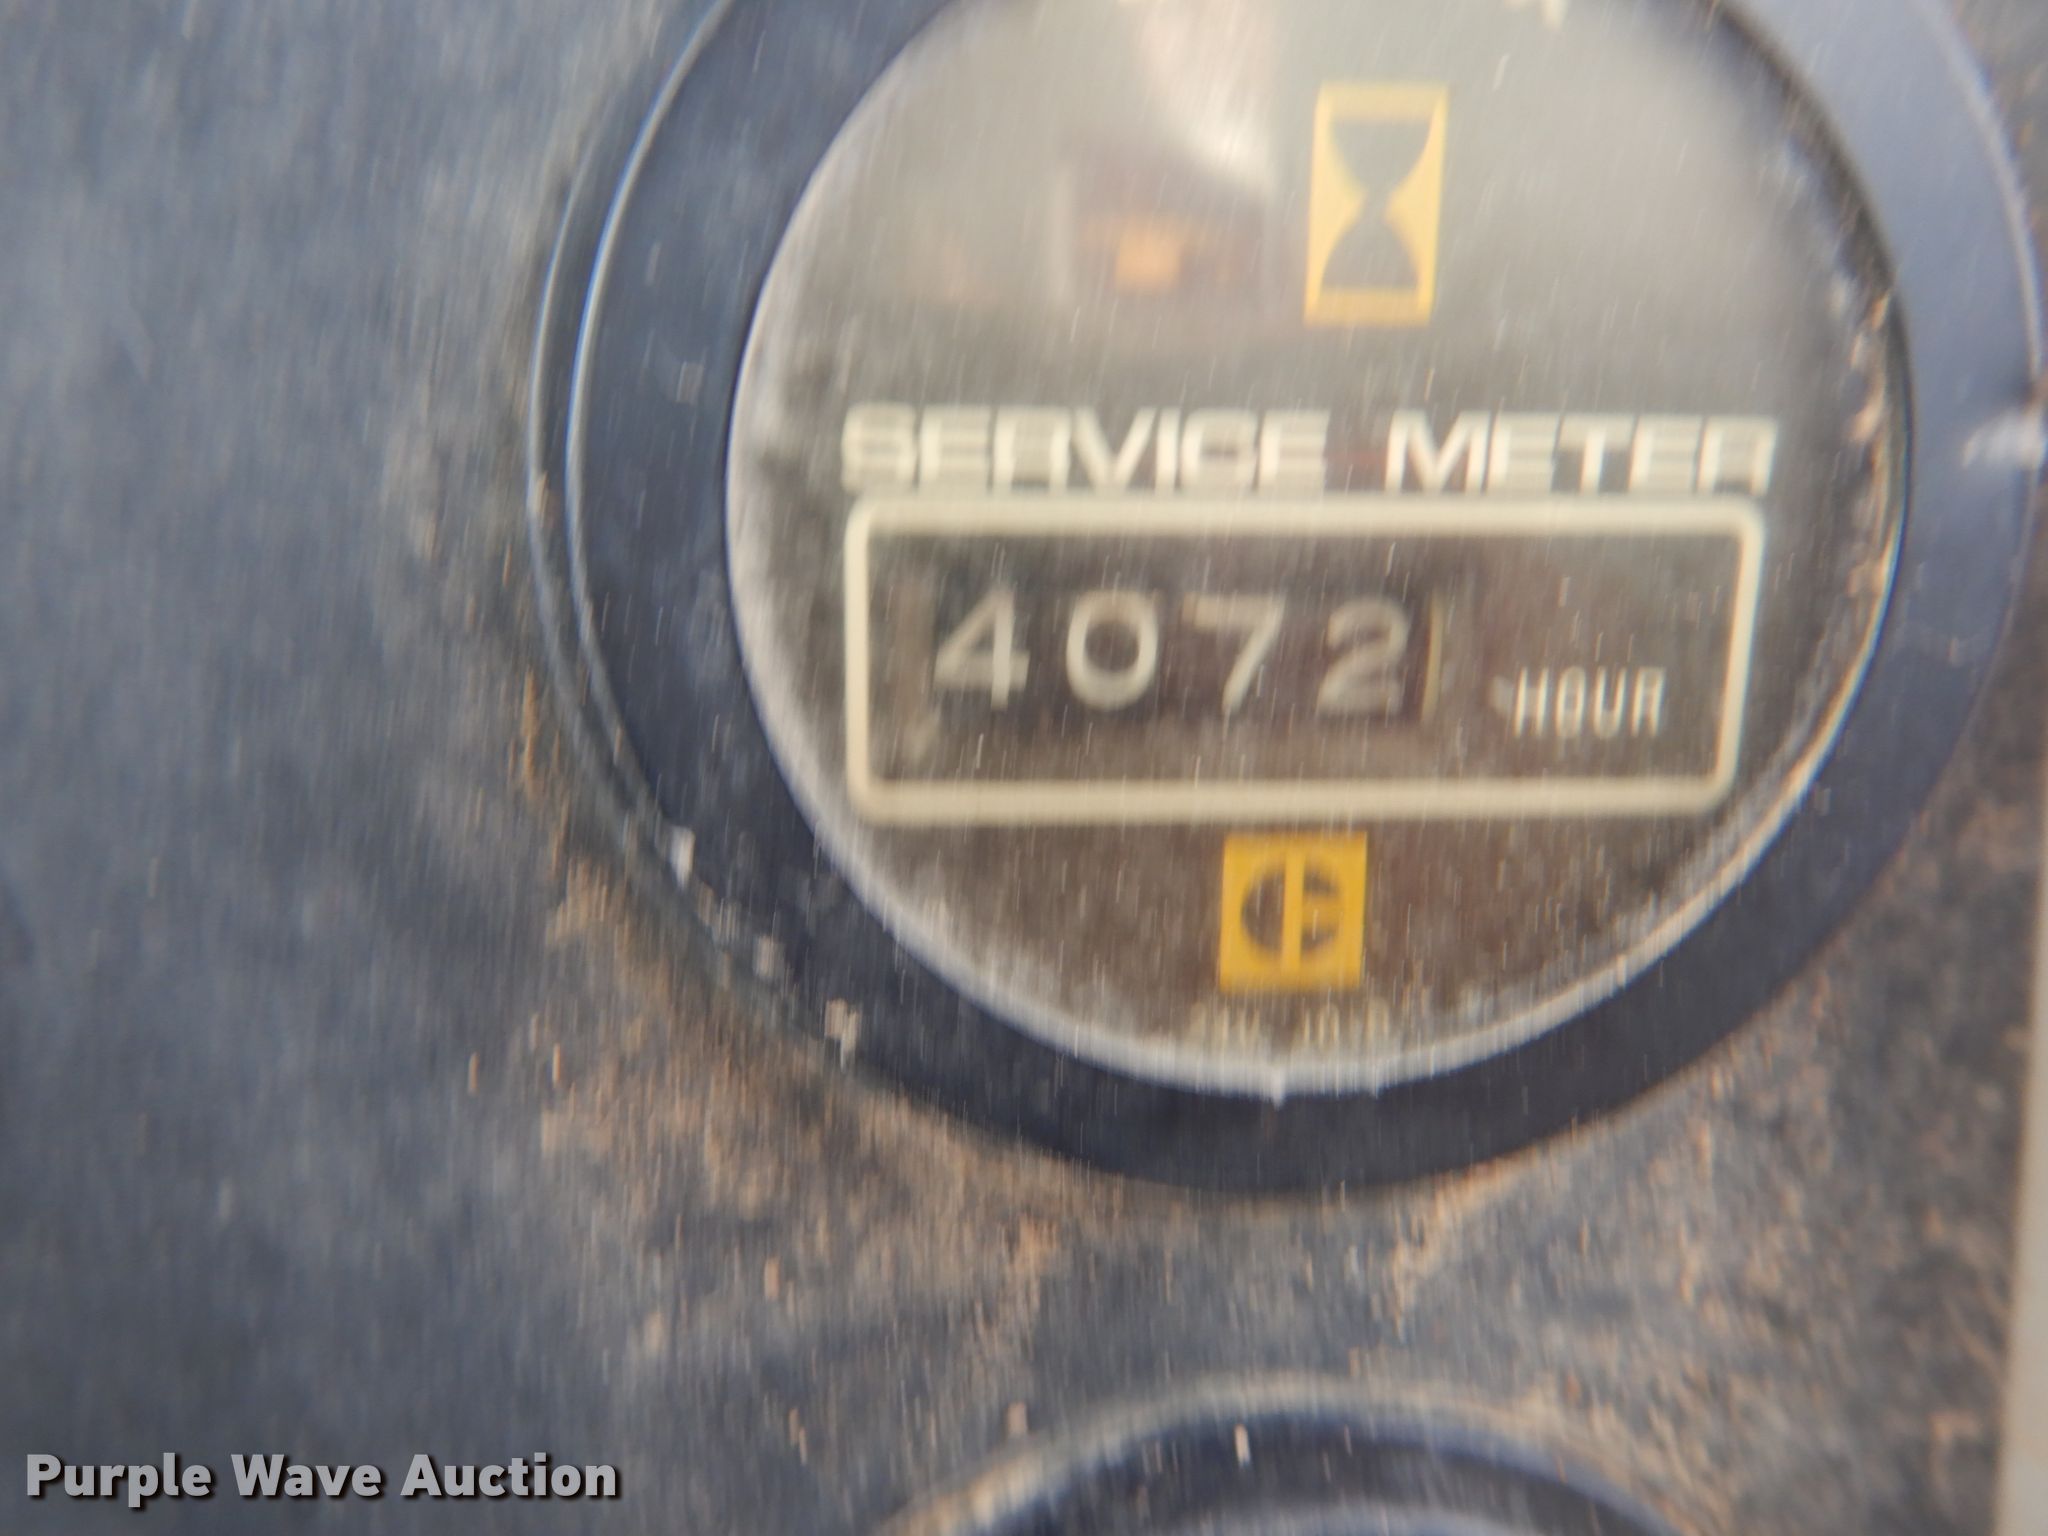 SERVICE METER
4072 HOUR
Purple Wave Auction